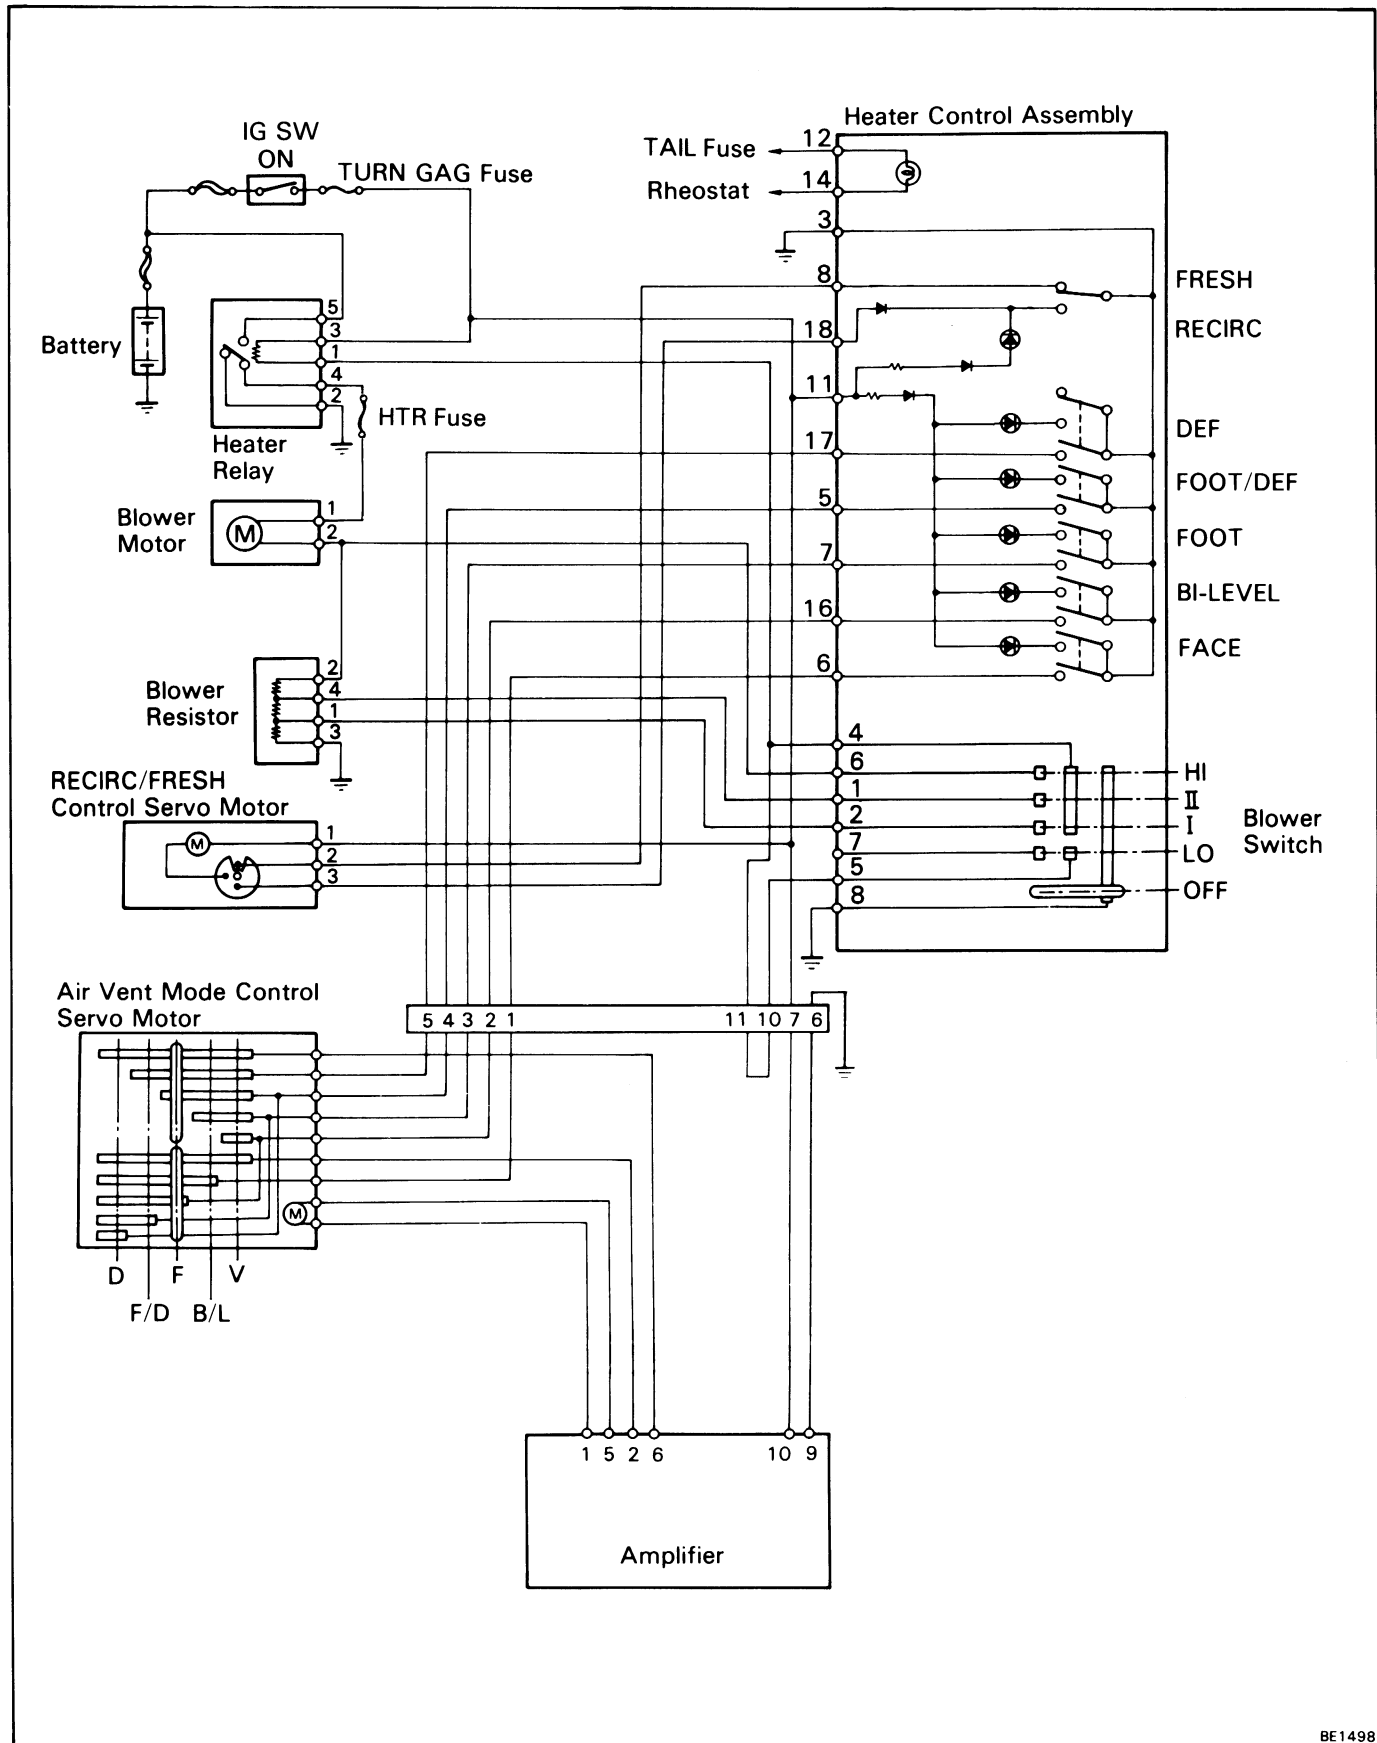 Heater Control Assembly
IG SW
ON
TURN GAG Fuse
TAIL Fuse
12
Rheostat
14
3
8
FRESH
18
RECIRC
11
DEF
17
FOOT/DEF
5
FOOT
7
BI-LEVEL
16
FACE
6
Battery
5
3
1
4
2
HTR Fuse
Heater
Relay
Blower
Motor
M
1
2
Blower
Resistor
2
4
1
3
4
6
HI
1
II
2
I
7
LO
5
8
OFF
Blower
Switch
RECIRC/FRESH
Control Servo Motor
M
1
2
3
Air Vent Mode Control
Servo Motor
5 4 3 2 1
11 10 7 6
M
D F V
F/D B/L
1 5 2 6
10 9
Amplifier
BE1498